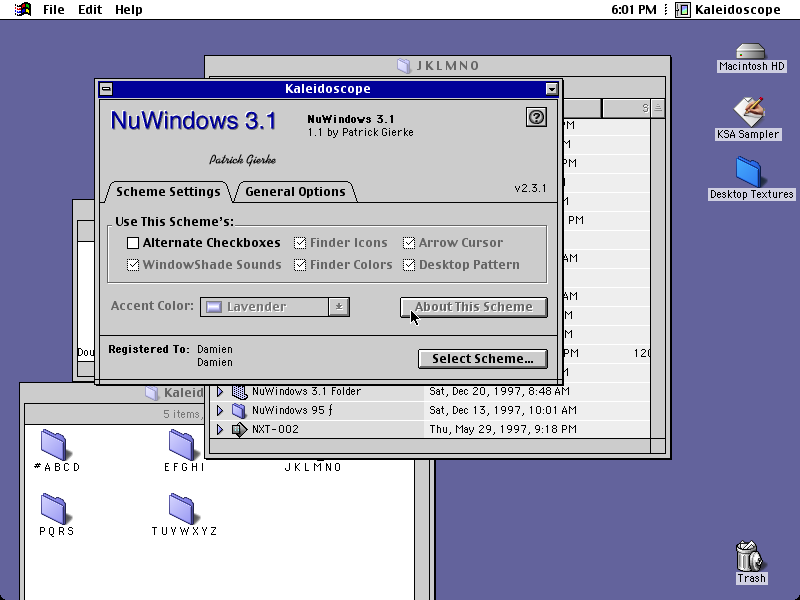 File Edit Help
6:01 PM Kaleidoscope
JKLMNO
Macintosh HD
KSA Sampler
Desktop Textures
Trash
Kaleidoscope
NuWindows 3.1
NuWindows 3.1
1.1 by Patrick Gierke
Patrick Gierke
v2.3.1
Scheme Settings
General Options
Use This Scheme's:
Alternate Checkboxes
Finder Icons
Arrow Cursor
WindowShade Sounds
Finder Colors
Desktop Pattern
Accent Color: Lavender
About This Scheme
Registered To: Damien
Damien
Select Scheme...
S
PM
PM
PM
PM
AM
AM
PM 120
Dou
NuWindows 3.1 Folder Sat, Dec 20, 1997, 8:48 AM
NuWindows 95 ƒ Sat, Dec 13, 1997, 10:01 AM
NXT-002 Thu, May 29, 1997, 9:18 PM
Kaleid
5 items,
#ABCD
EFGHI
JKLMNO
PQRS
TUVWXYZ